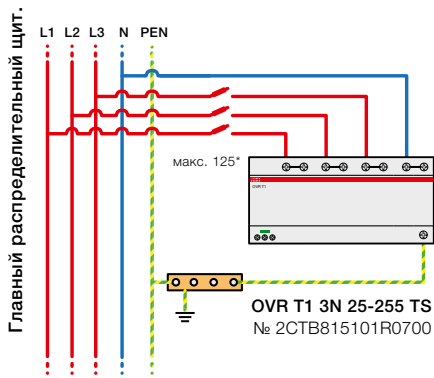 Главный распределительный щит.
L1 L2 L3 N PEN
макс. 125*
ABB
OVR T1
OVR T1 3N 25-255 TS
№ 2CTB815101R0700